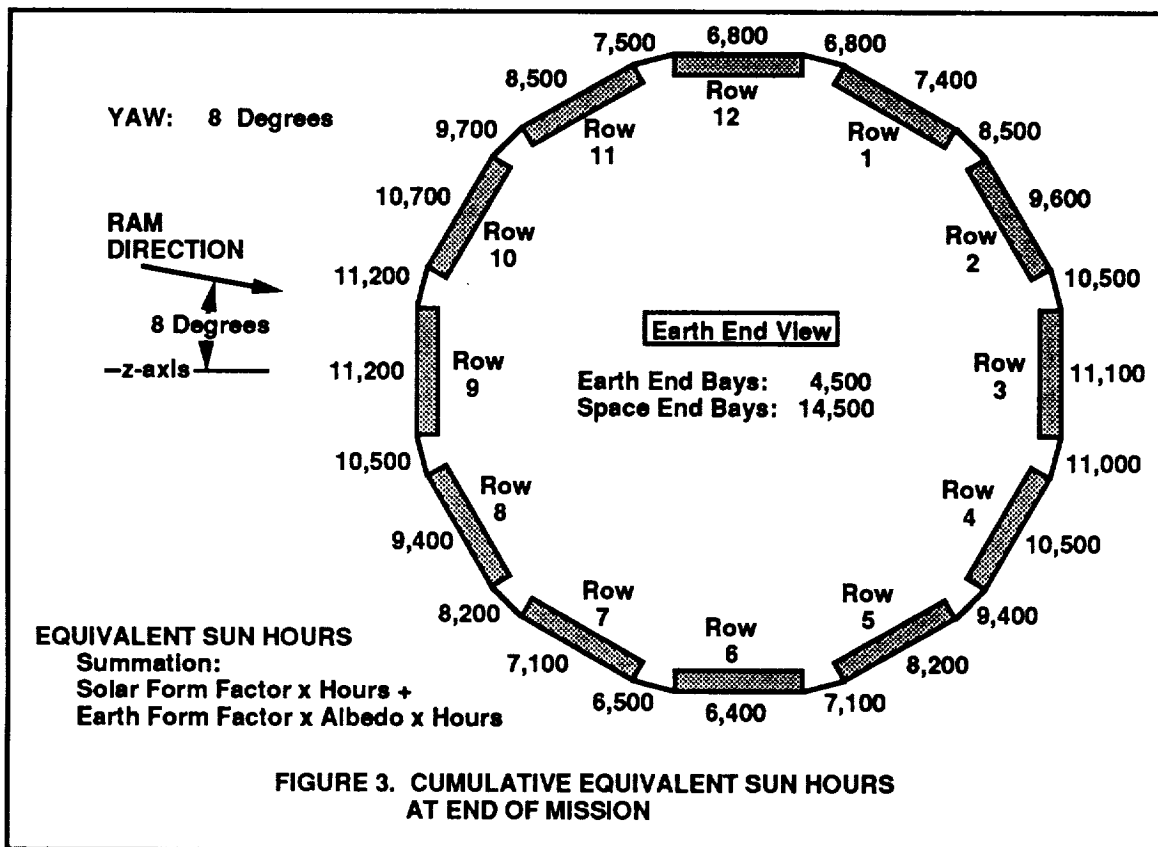 7,500
6,800
6,800
8,500
7,400
YAW: 8 Degrees
Row
12
9,700
Row
11
Row
1
8,500
10,700
9,600
RAM
DIRECTION
Row
10
Row
2
11,200
10,500
8 Degrees
Earth End View
–z-axis
11,200
Row
9
Earth End Bays: 4,500
Space End Bays: 14,500
Row
3
11,100
10,500
11,000
Row
8
Row
4
9,400
10,500
8,200
Row
7
Row
5
9,400
EQUIVALENT SUN HOURS
Row
6
Summation:
7,100
8,200
Solar Form Factor x Hours +
Earth Form Factor x Albedo x Hours
6,500
6,400
7,100
FIGURE 3. CUMULATIVE EQUIVALENT SUN HOURS
AT END OF MISSION